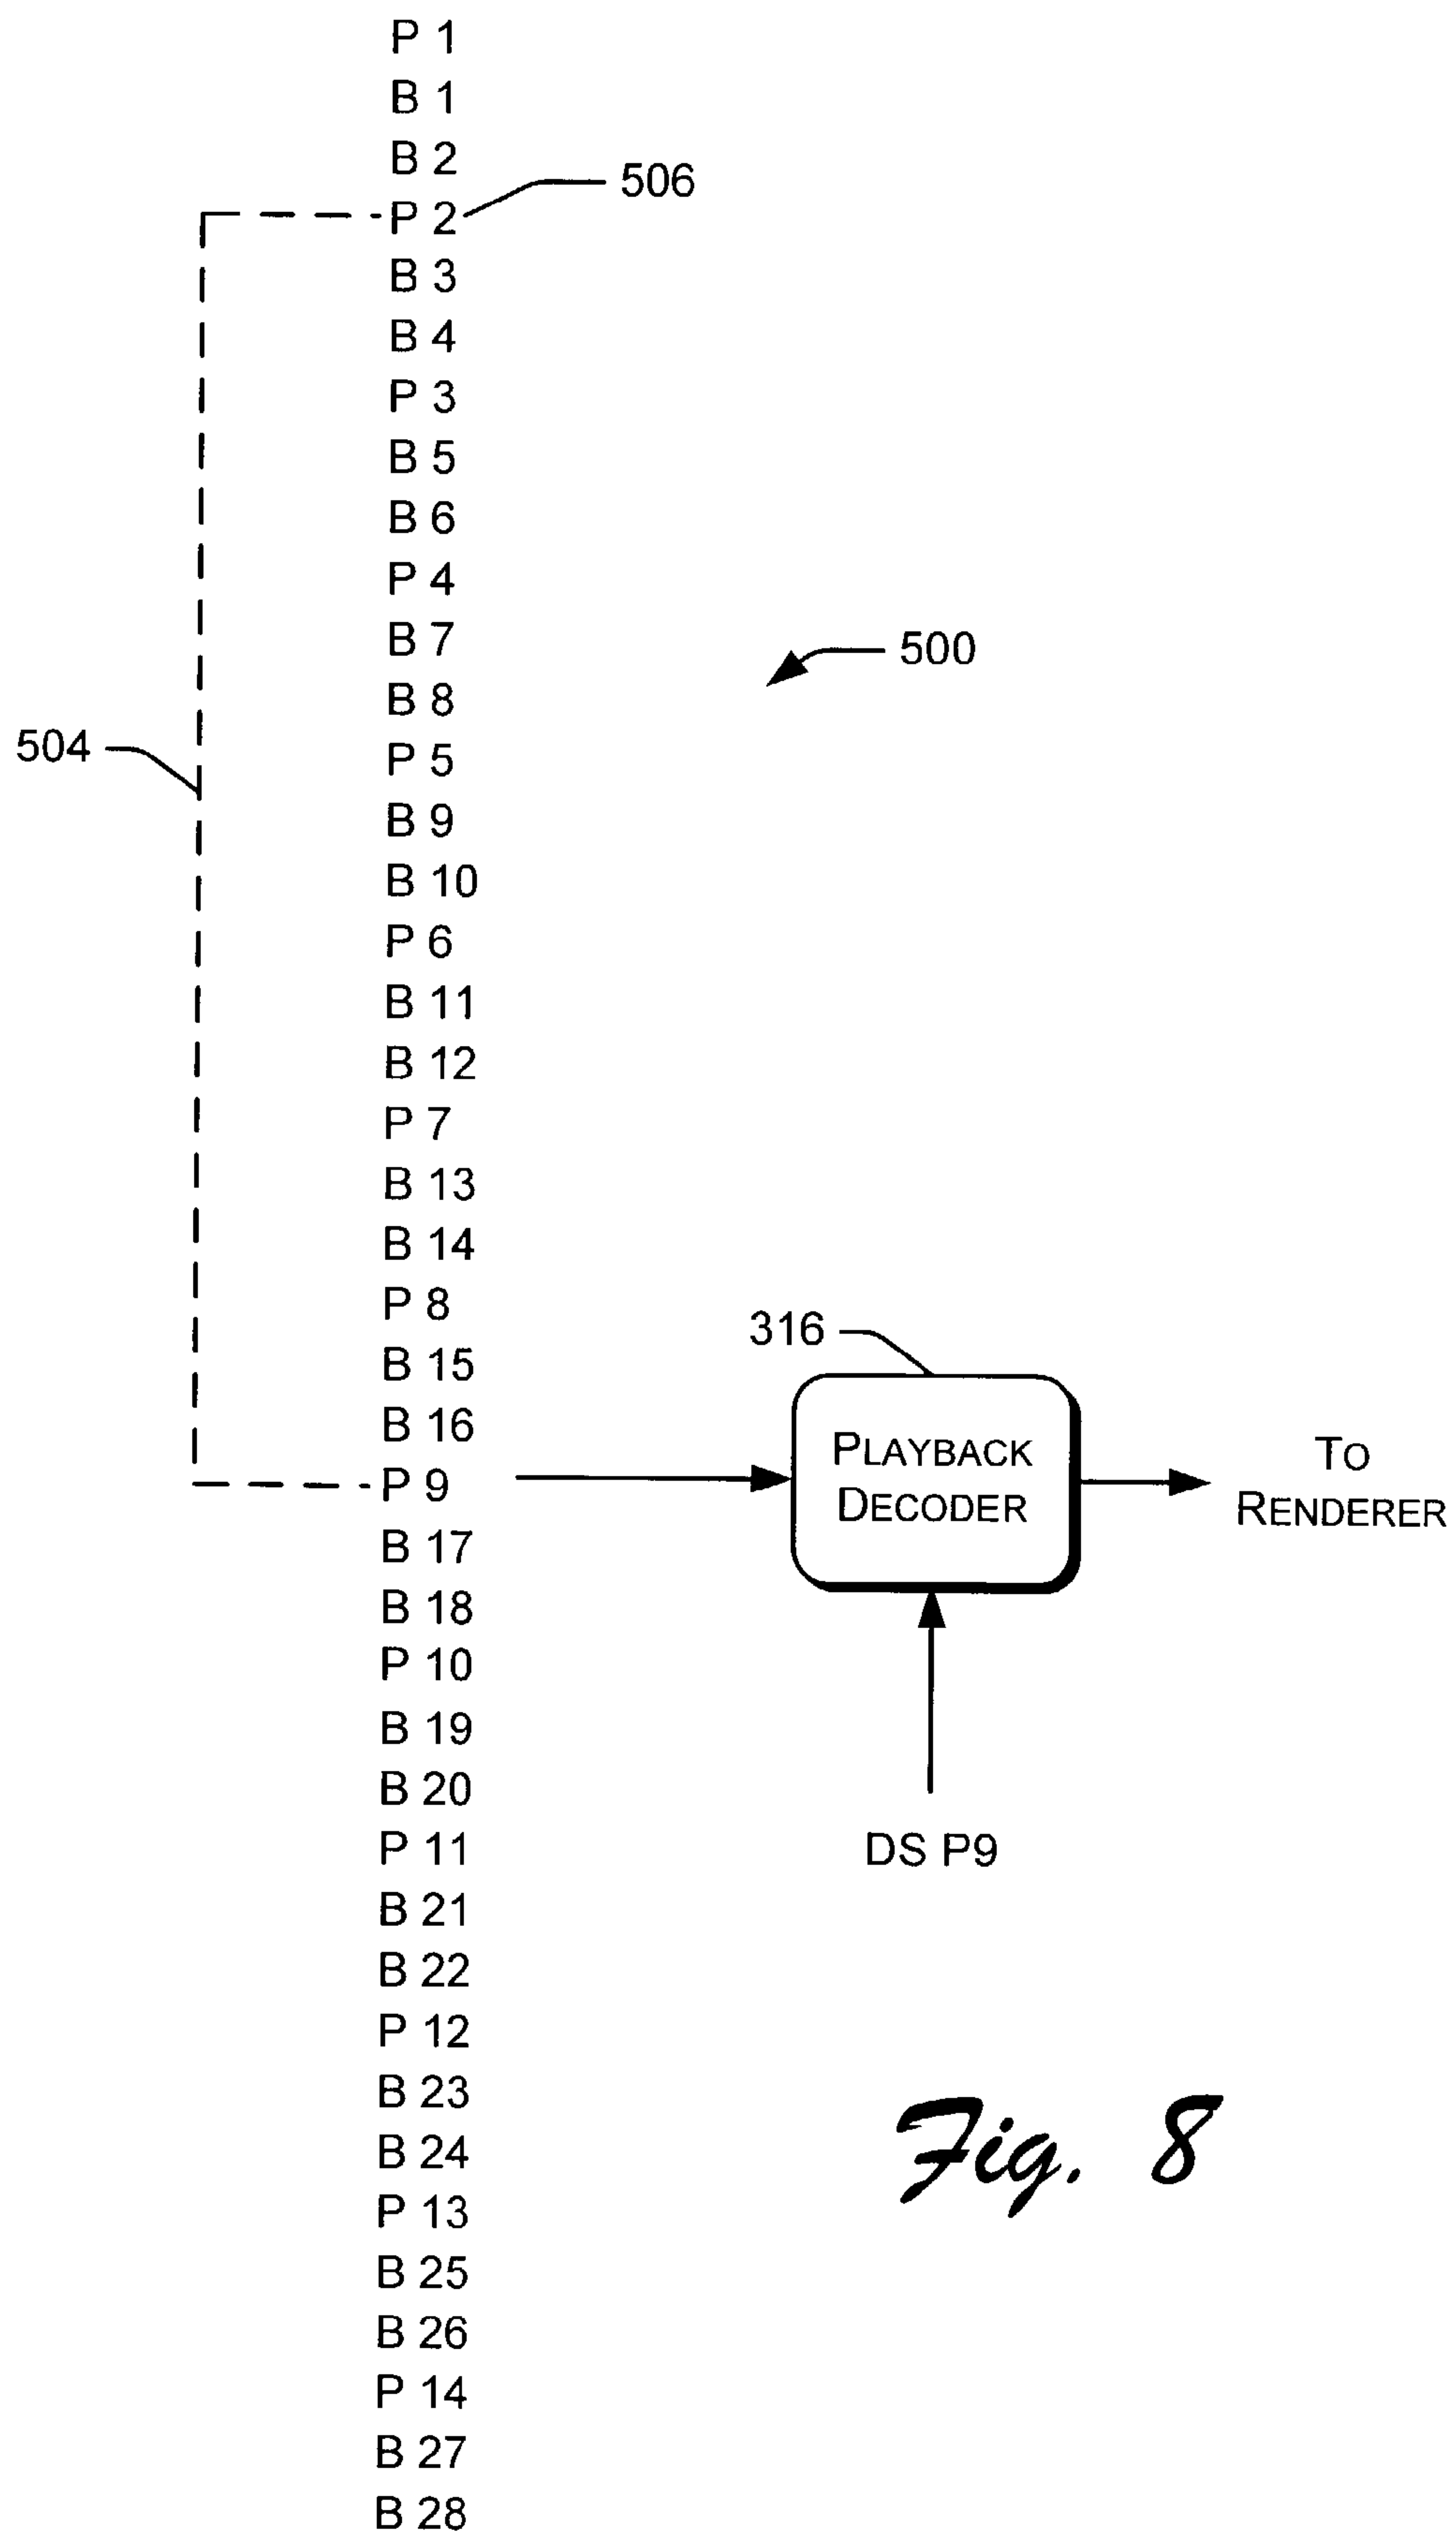 P 1
B 1
B 2
506
P 2
B 3
B 4
P 3
B 5
B 6
P 4
B 7
500
B 8
504
P 5
B 9
B 10
P 6
B 11
B 12
P 7
B 13
B 14
P 8
316
B 15
B 16
P 9
PLAYBACK
DECODER
TO
RENDERER
B 17
B 18
P 10
B 19
B 20
P 11
DS P9
B 21
B 22
P 12
B 23
B 24
P 13
B 25
B 26
P 14
B 27
B 28
Fig. 8